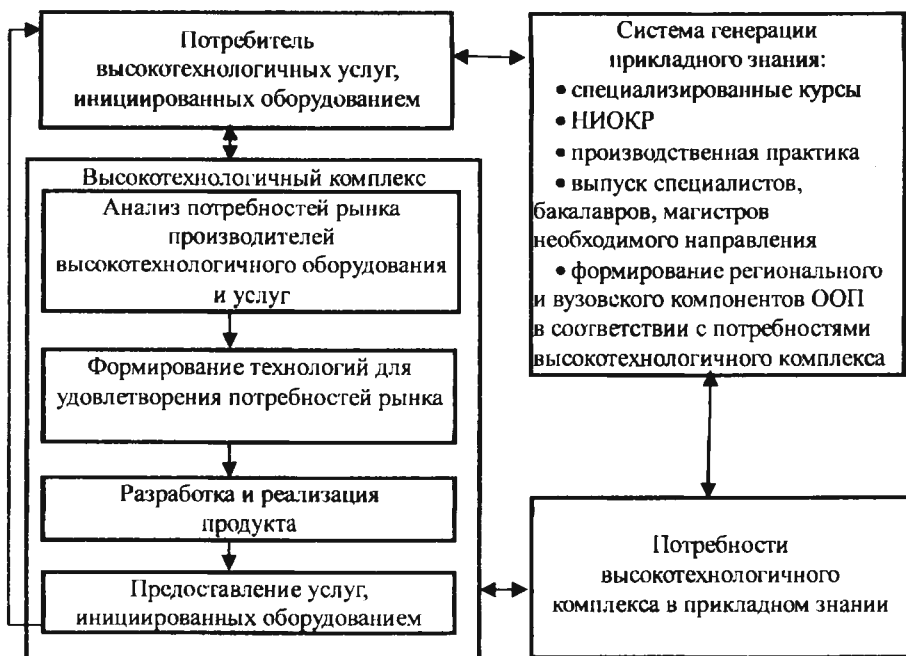 Потребитель
высокотехнологичных услуг,
инициированных оборудованием
Высокотехнологичный комплекс
Анализ потребностей рынка
производителей
высокотехнологичного оборудования
и услуг
Формирование технологий для
удовлетворения потребностей рынка
Разработка и реализация
продукта
Предоставление услуг,
инициированных оборудованием
Система генерации
прикладного знания:
• специализированные курсы
• НИОКР
• производственная практика
• выпуск специалистов,
бакалавров, магистров
необходимого направления
• формирование регионального
и вузовского компонентов ООП
в соответствии с потребностями
высокотехнологичного комплекса
Потребности
высокотехнологичного
комплекса в прикладном знании